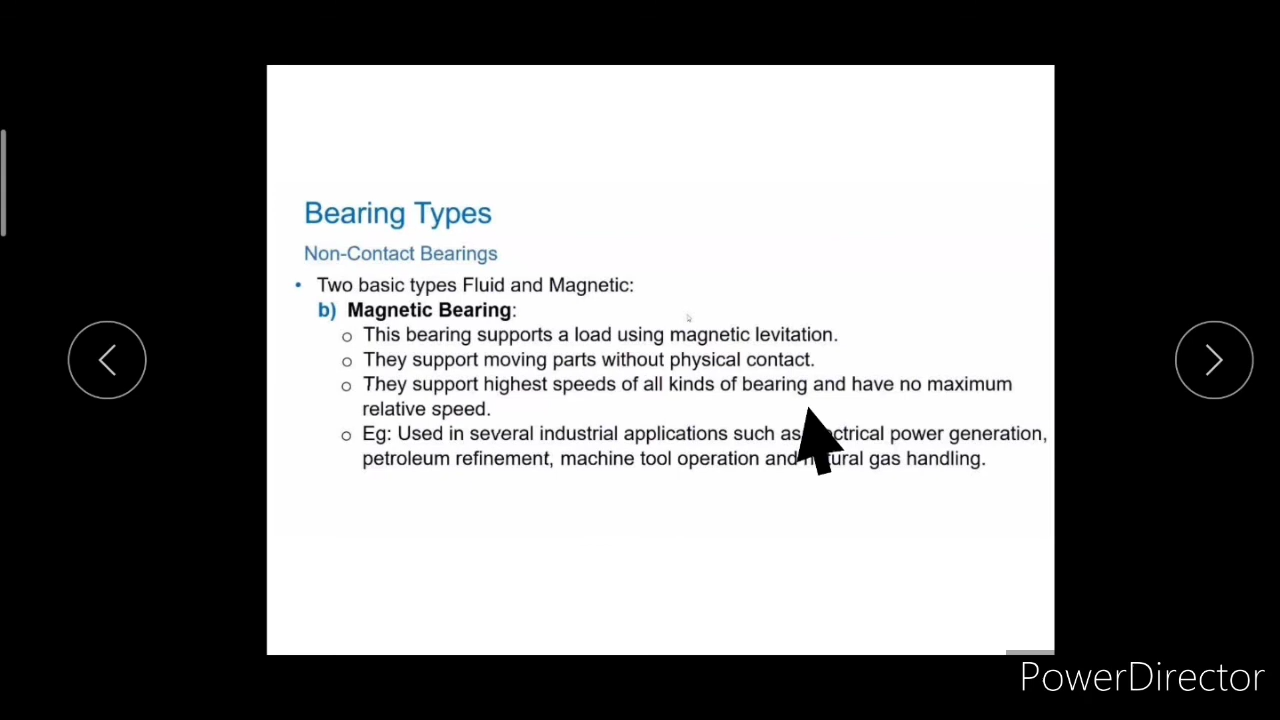 Bearing Types
Non-Contact Bearings
• Two basic types Fluid and Magnetic:
b) Magnetic Bearing:
o This bearing supports a load using magnetic levitation.
o They support moving parts without physical contact.
o They support highest speeds of all kinds of bearing and have no maximum
relative speed.
o Eg: Used in several industrial applications such as electrical power generation,
petroleum refinement, machine tool operation and natural gas handling.
PowerDirector